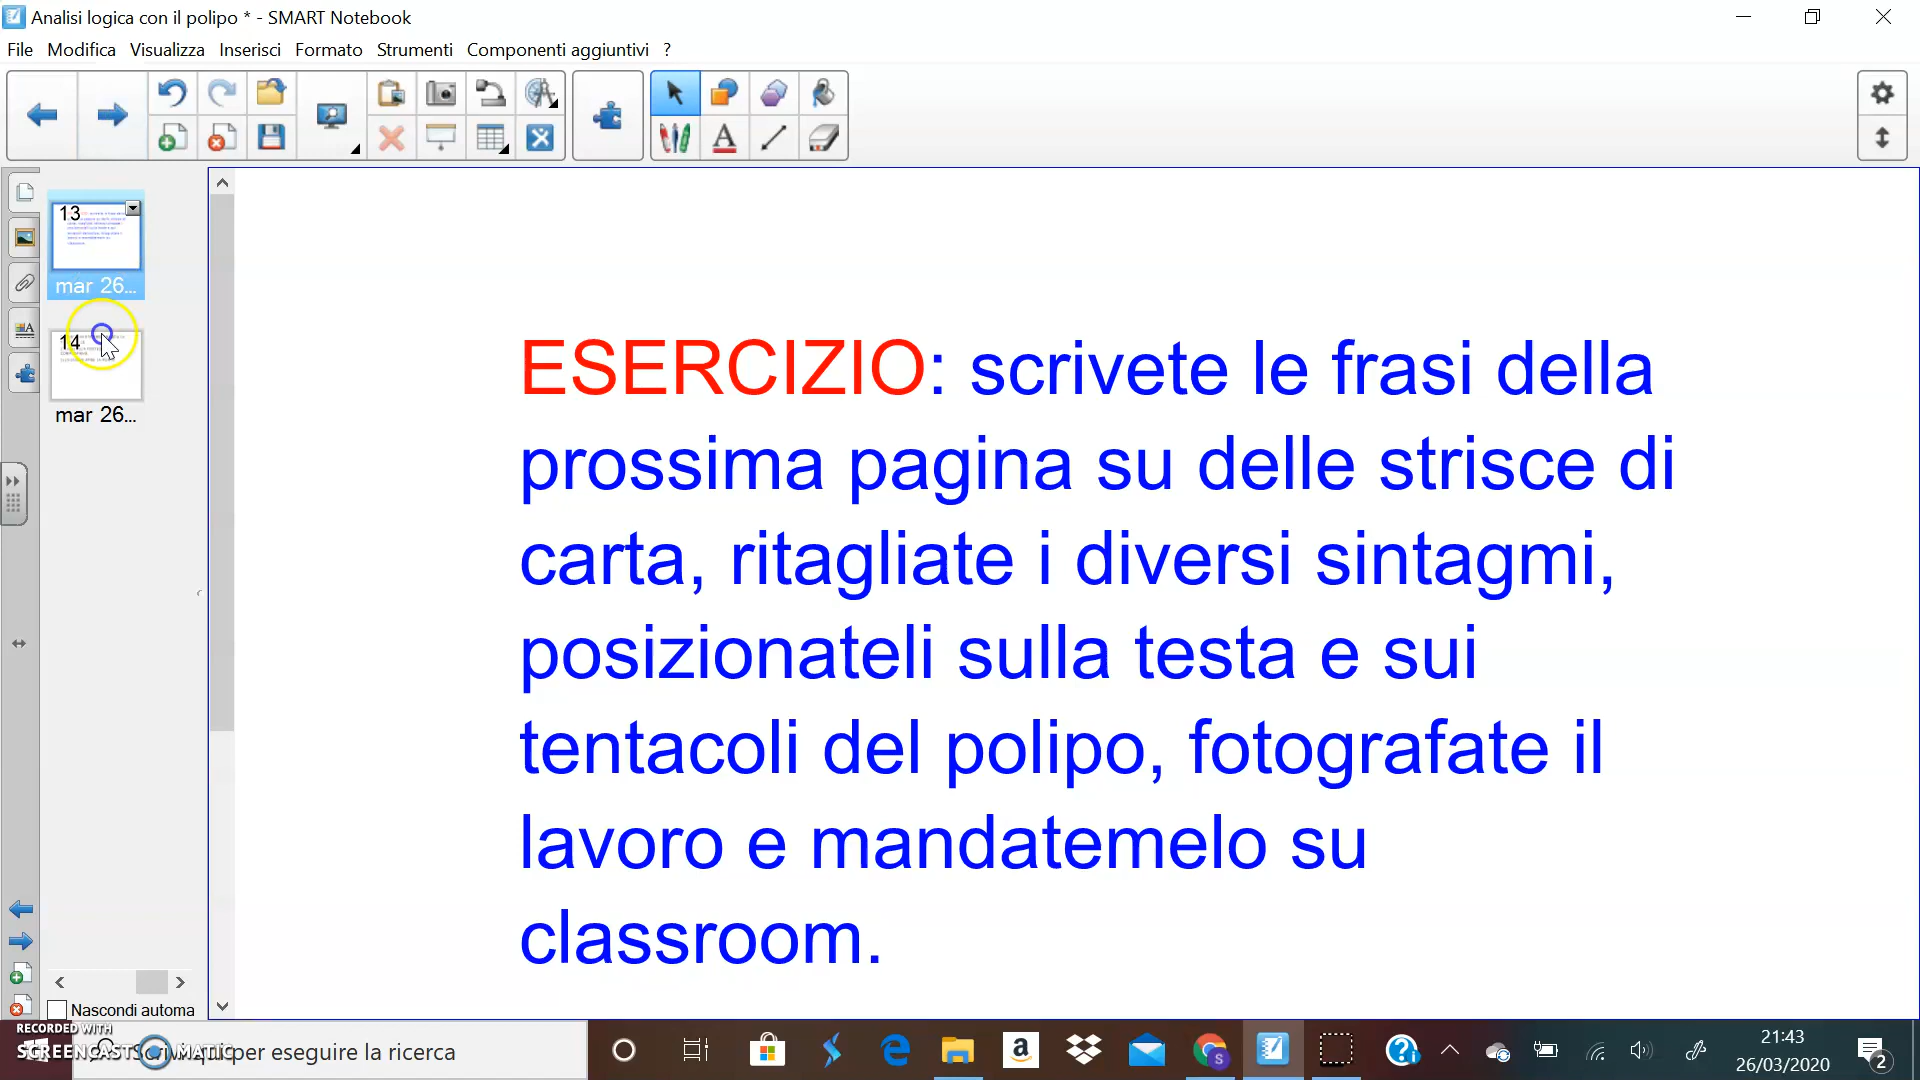 Analisi logica con il polipo * - SMART Notebook
File Modifica Visualizza Inserisci Formato Strumenti Componenti aggiuntivi ?
13
mar 26...
14
mar 26...
ESERCIZIO: scrivete le frasi della
prossima pagina su delle strisce di
carta, ritagliate i diversi sintagmi,
posizionateli sulla testa e sui
tentacoli del polipo, fotografate il
lavoro e mandatemelo su
classroom.
Nascondi automa
RECORDED WITH
SCREENCAST MATIC
per eseguire la ricerca
21:43
26/03/2020
2